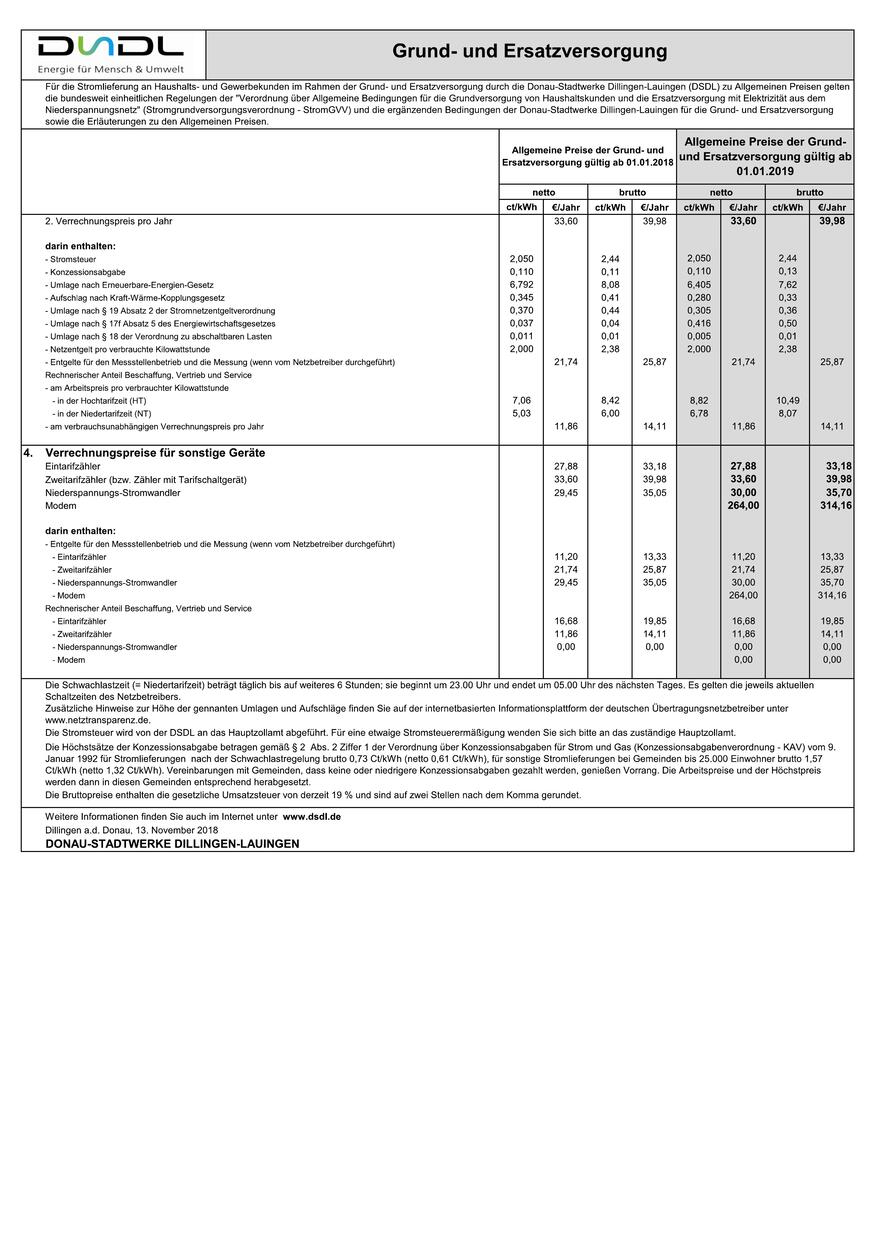 DSDL
Energie für Mensch & Umwelt
Grund- und Ersatzversorgung
Für die Stromlieferung an Haushalts- und Gewerbekunden im Rahmen der Grund- und Ersatzversorgung durch die Donau-Stadtwerke Dillingen-Lauingen (DSDL) zu Allgemeinen Preisen gelten
die bundesweit einheitlichen Regelungen der "Verordnung über Allgemeine Bedingungen für die Grundversorgung von Haushaltskunden und die Ersatzversorgung mit Elektrizität aus dem
Niederspannungsnetz" (Stromgrundversorgungsverordnung - StromGVV) und die ergänzenden Bedingungen der Donau-Stadtwerke Dillingen-Lauingen für die Grund- und Ersatzversorgung
sowie die Erläuterungen zu den Allgemeinen Preisen.
Allgemeine Preise der Grund- und
Ersatzversorgung gültig ab 01.01.2018
Allgemeine Preise der Grund-
und Ersatzversorgung gültig ab
01.01.2019
netto brutto netto brutto
ct/kWh €/Jahr ct/kWh €/Jahr ct/kWh €/Jahr ct/kWh €/Jahr
2. Verrechnungspreis pro Jahr 33,60 39,98 33,60 39,98
darin enthalten:
- Stromsteuer 2,050 2,44 2,050 2,44
- Konzessionsabgabe 0,110 0,11 0,110 0,13
- Umlage nach Erneuerbare-Energien-Gesetz 6,792 8,08 6,405 7,62
- Aufschlag nach Kraft-Wärme-Kopplungsgesetz 0,345 0,41 0,280 0,33
- Umlage nach § 19 Absatz 2 der Stromnetzentgeltverordnung 0,370 0,44 0,305 0,36
- Umlage nach § 17f Absatz 5 des Energiewirtschaftsgesetzes 0,037 0,04 0,416 0,50
- Umlage nach § 18 der Verordnung zu abschaltbaren Lasten 0,011 0,01 0,005 0,01
- Netzentgelt pro verbrauchte Kilowattstunde 2,000 2,38 2,000 2,38
- Entgelte für den Messstellenbetrieb und die Messung (wenn vom Netzbetreiber durchgeführt) 21,74 25,87 21,74 25,87
Rechnerischer Anteil Beschaffung, Vertrieb und Service
- am Arbeitspreis pro verbrauchter Kilowattstunde
- in der Hochtarifzeit (HT) 7,06 8,42 8,82 10,49
- in der Niedertarifzeit (NT) 5,03 6,00 6,78 8,07
- am verbrauchsunabhängigen Verrechnungspreis pro Jahr 11,86 14,11 11,86 14,11
4. Verrechnungspreise für sonstige Geräte
Eintarifzähler 27,88 33,18 27,88 33,18
Zweitarifzähler (bzw. Zähler mit Tarifschaltgerät) 33,60 39,98 33,60 39,98
Niederspannungs-Stromwandler 29,45 35,05 30,00 35,70
Modem 264,00 314,16
darin enthalten:
- Entgelte für den Messstellenbetrieb und die Messung (wenn vom Netzbetreiber durchgeführt)
- Eintarifzähler 11,20 13,33 11,20 13,33
- Zweitarifzähler 21,74 25,87 21,74 25,87
- Niederspannungs-Stromwandler 29,45 35,05 30,00 35,70
- Modem 264,00 314,16
Rechnerischer Anteil Beschaffung, Vertrieb und Service
- Eintarifzähler 16,68 19,85 16,68 19,85
- Zweitarifzähler 11,86 14,11 11,86 14,11
- Niederspannungs-Stromwandler 0,00 0,00 0,00 0,00
- Modem 0,00 0,00
Die Schwachlastzeit (= Niedertarifzeit) beträgt täglich bis auf weiteres 6 Stunden; sie beginnt um 23.00 Uhr und endet um 05.00 Uhr des nächsten Tages. Es gelten die jeweils aktuellen
Schaltzeiten des Netzbetreibers.
Zusätzliche Hinweise zur Höhe der gennanten Umlagen und Aufschläge finden Sie auf der internetbasierten Informationsplattform der deutschen Übertragungsnetzbetreiber unter
www.netztransparenz.de.
Die Stromsteuer wird von der DSDL an das Hauptzollamt abgeführt. Für eine etwaige Stromsteuerermäßigung wenden Sie sich bitte an das zuständige Hauptzollamt.
Die Höchstsätze der Konzessionsabgabe betragen gemäß § 2 Abs. 2 Ziffer 1 der Verordnung über Konzessionsabgaben für Strom und Gas (Konzessionsabgabenverordnung - KAV) vom 9.
Januar 1992 für Stromlieferungen nach der Schwachlastregelung brutto 0,73 Ct/kWh (netto 0,61 Ct/kWh), für sonstige Stromlieferungen bei Gemeinden bis 25.000 Einwohner brutto 1,57
Ct/kWh (netto 1,32 Ct/kWh). Vereinbarungen mit Gemeinden, dass keine oder niedrigere Konzessionsabgaben gezahlt werden, genießen Vorrang. Die Arbeitspreise und der Höchstpreis
werden dann in diesen Gemeinden entsprechend herabgesetzt.
Die Bruttopreise enthalten die gesetzliche Umsatzsteuer von derzeit 19 % und sind auf zwei Stellen nach dem Komma gerundet.
Weitere Informationen finden Sie auch im Internet unter www.dsdl.de
Dillingen a.d. Donau, 13. November 2018
DONAU-STADTWERKE DILLINGEN-LAUINGEN